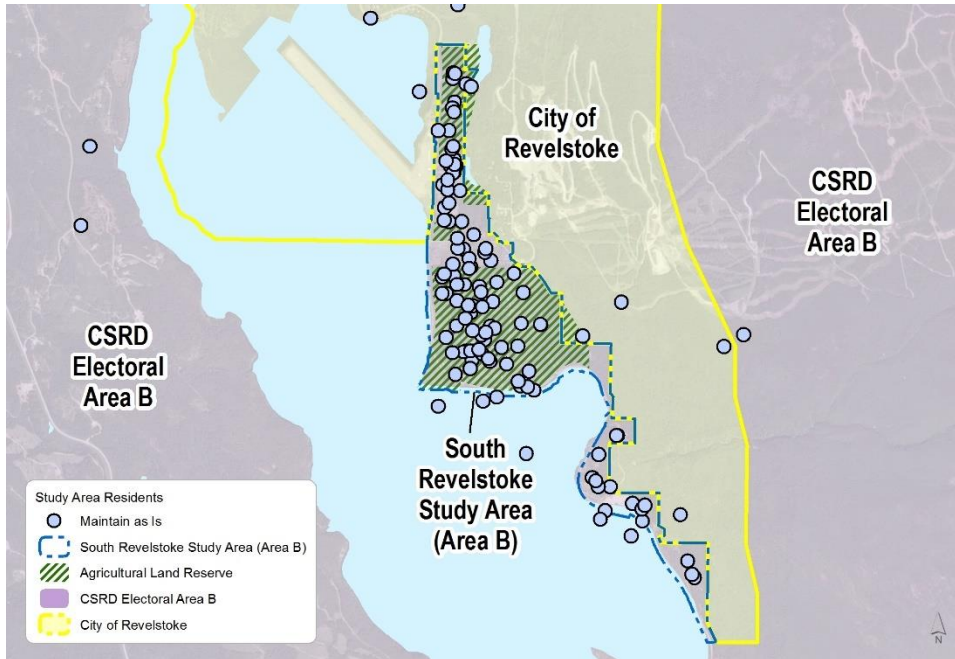 City of
Revelstoke
CSRD
Electoral
Area B
CSRD
Electoral
Area B
South
Revelstoke
Study Area
(Area B)
Study Area Residents
Maintain as Is
South Revelstoke Study Area (Area B)
Agricultural Land Reserve
CSRD Electoral Area B
City of Revelstoke
N